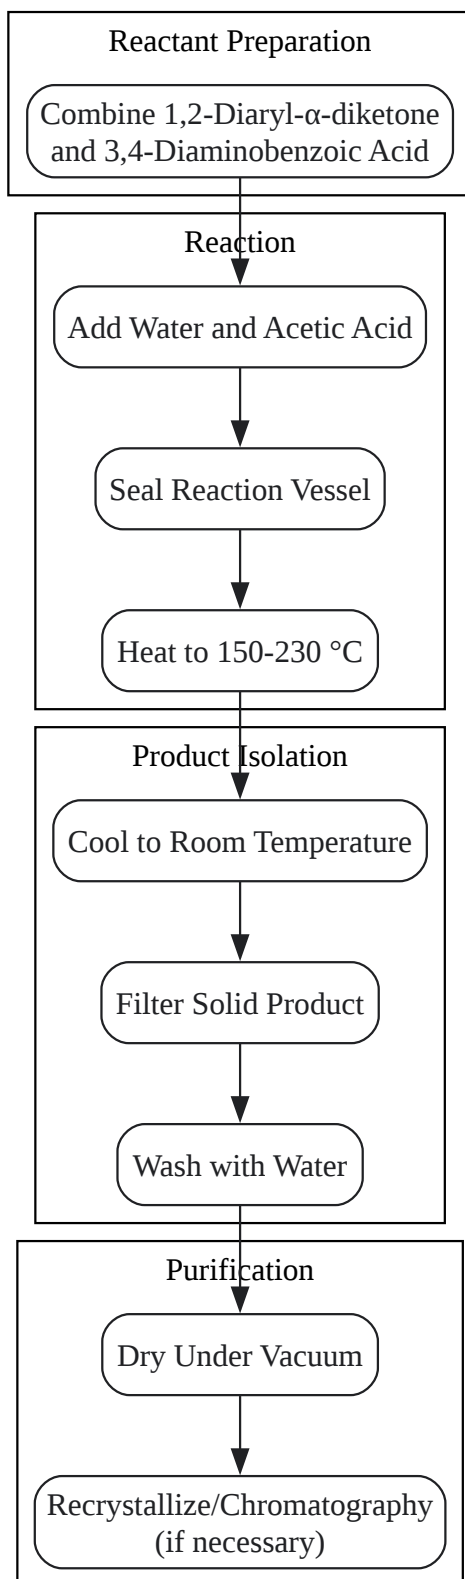 Reactant Preparation
Combine 1,2-Diaryl-α-diketone
and 3,4-Diaminobenzoic Acid
Reaction
Add Water and Acetic Acid
Seal Reaction Vessel
Heat to 150-230 °C
Product Isolation
Cool to Room Temperature
Filter Solid Product
Wash with Water
Purification
Dry Under Vacuum
Recrystallize/Chromatography
(if necessary)